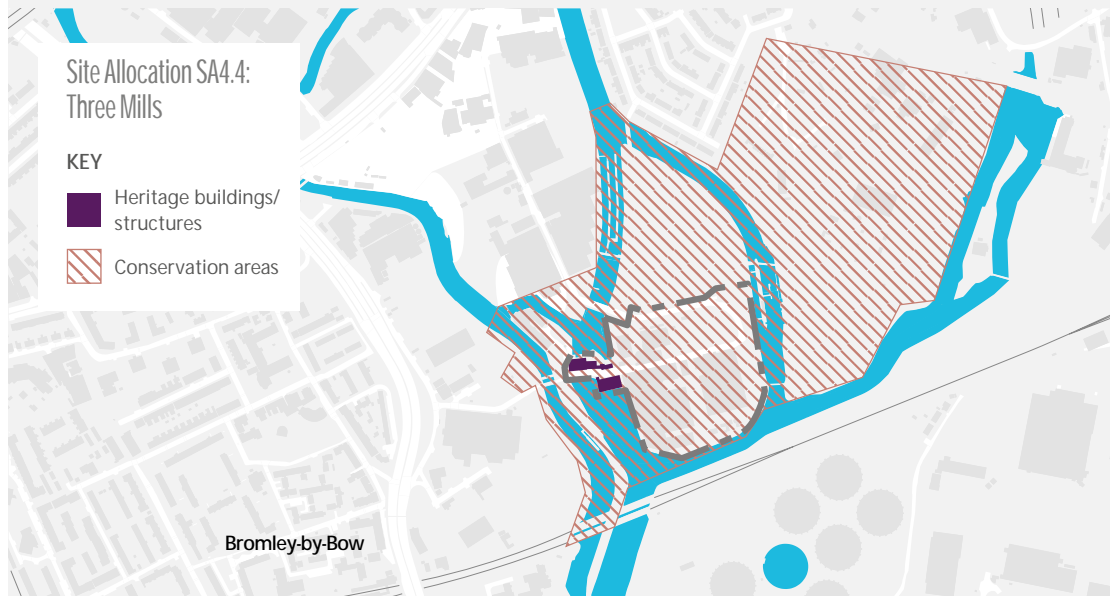 Site Allocation SA4.4:
Three Mills
KEY
Heritage buildings/
structures
Conservation areas
Bromley-by-Bow